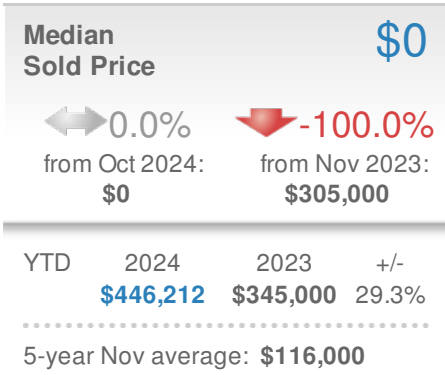 Median
Sold Price
$0
0.0%
from Oct 2024:
$0
-100.0%
from Nov 2023:
$305,000
YTD 2024 2023 +/-
$446,212 $345,000 29.3%
5-year Nov average: $116,000